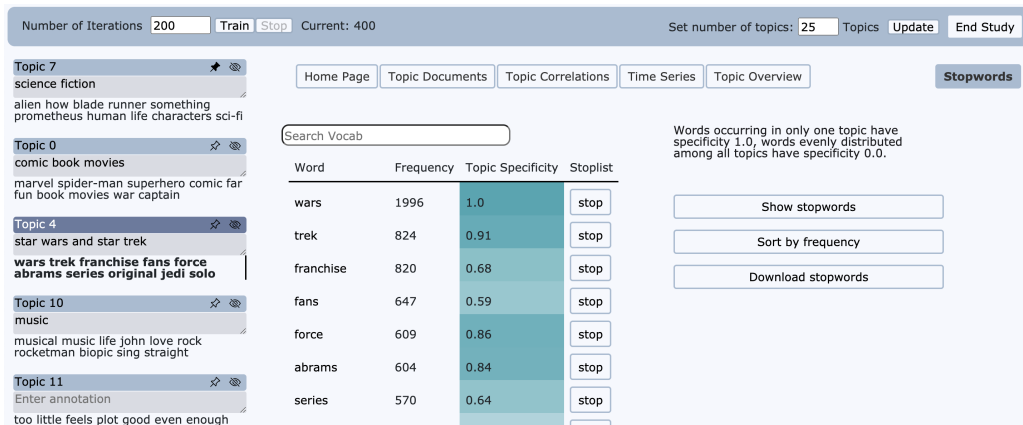 Number of Iterations 200 Train Stop Current: 400 Set number of topics: 25 Topics Update End Study
Topic 7
science fiction
alien how blade runner something
prometheus human life characters sci-fi
Topic 0
comic book movies
marvel spider-man superhero comic far
fun book movies war captain
Topic 4
star wars and star trek
wars trek franchise fans force
abrams series original jedi solo
Topic 10
music
musical music life john love rock
rocketman biopic sing straight
Topic 11
Enter annotation
too little feels plot good even enough
Home Page Topic Documents Topic Correlations Time Series Topic Overview Stopwords
Search Vocab
Word Frequency Topic Specificity Stoplist
wars 1996 1.0 stop
trek 824 0.91 stop
franchise 820 0.68 stop
fans 647 0.59 stop
force 609 0.86 stop
abrams 604 0.84 stop
series 570 0.64 stop
Words occurring in only one topic have
specificity 1.0, words evenly distributed
among all topics have specificity 0.0.
Show stopwords
Sort by frequency
Download stopwords